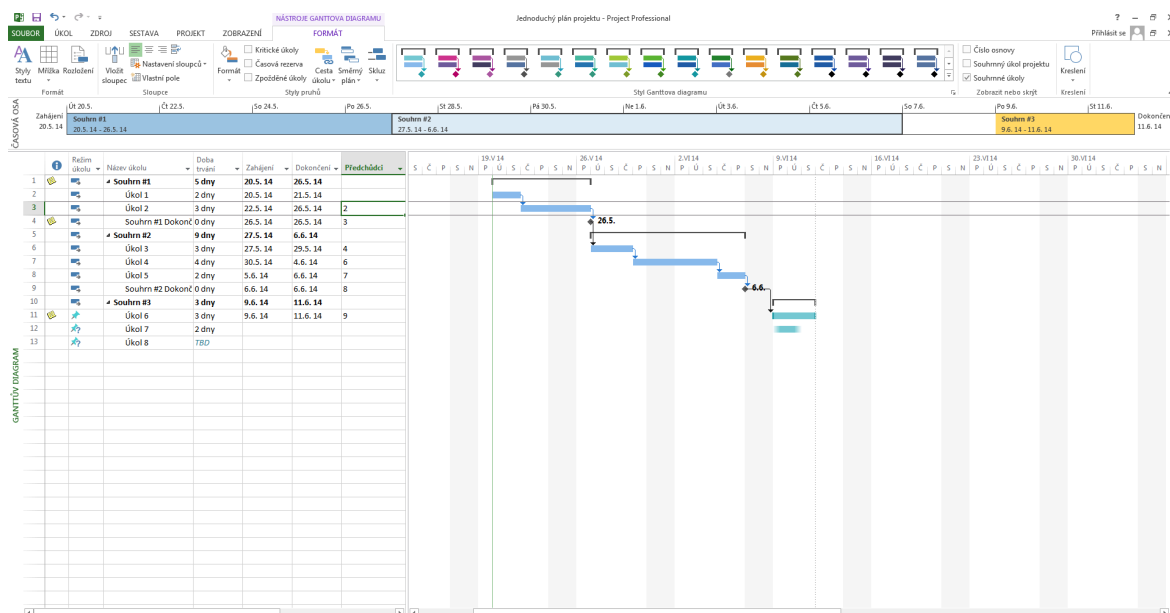 NÁSTROJE GANTTOVA DIAGRAMU
Jednoduchý plán projektu - Project Professional
SOUBOR ÚKOL ZDROJ SESTAVA PROJEKT ZOBRAZENÍ FORMÁT Přihlásit se
Styly textu
Mřížka
Rozložení
Formát
Vložit sloupec
Nastavení sloupců
Vlastní pole
Sloupce
Formát
Kritické úkoly
Časová rezerva
Zpožděné úkoly
Cesta úkolu
Směrný plán
Skluz
Styly pruhů
Styl Ganttova diagramu
Číslo osnovy
Souhrnný úkol projektu
Souhrnné úkoly
Zobrazit nebo skrýt
Kreslení
Kreslení
ČASOVÁ OSA
Út 20.5. Čt 22.5. So 24.5. Po 26.5. St 28.5. Pá 30.5. Ne 1.6. Út 3.6. Čt 5.6. So 7.6. Po 9.6. St 11.6.
Zahájení
20.5. 14
Souhrn #1
20.5. 14 - 26.5. 14
Souhrn #2
27.5. 14 - 6.6. 14
Souhrn #3
9.6. 14 - 11.6. 14
Dokončen
11.6. 14
GANTTŮV DIAGRAM
Režim úkolu Název úkolu Doba trvání Zahájení Dokončení Předchůdci
1 Souhrn #1 5 dny 20.5. 14 26.5. 14
2 Úkol 1 2 dny 20.5. 14 21.5. 14
3 Úkol 2 3 dny 22.5. 14 26.5. 14 2
4 Souhrn #1 Dokonč 0 dny 26.5. 14 26.5. 14 3
5 Souhrn #2 9 dny 27.5. 14 6.6. 14
6 Úkol 3 3 dny 27.5. 14 29.5. 14 4
7 Úkol 4 4 dny 30.5. 14 4.6. 14 6
8 Úkol 5 2 dny 5.6. 14 6.6. 14 7
9 Souhrn #2 Dokonč 0 dny 6.6. 14 6.6. 14 8
10 Souhrn #3 3 dny 9.6. 14 11.6. 14
11 Úkol 6 3 dny 9.6. 14 11.6. 14 9
12 Úkol 7 2 dny
13 Úkol 8 TBD
19.V 14 26.V 14 2.VI 14 9.VI 14 16.VI 14 23.VI 14 30.VI 14
S Č P S N P Ú S Č P S N P Ú S Č P S N P Ú S Č P S N P Ú S Č P S N P Ú S Č P S N P Ú S Č P S N P Ú S Č P S N
26.5.
6.6.